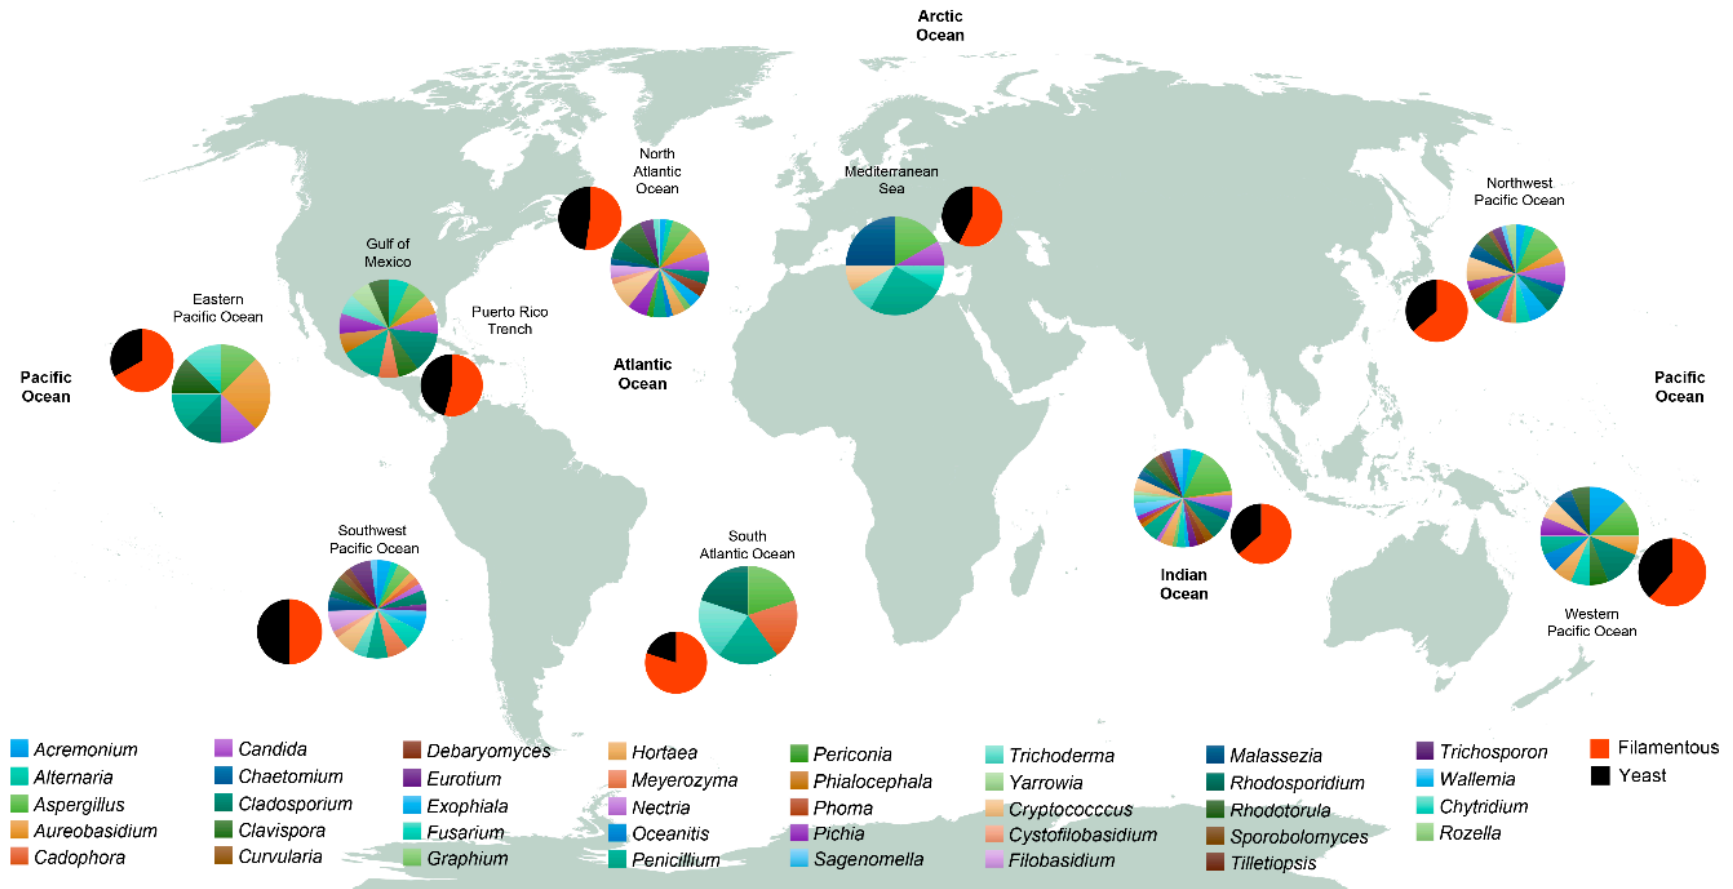 Arctic
Ocean
North
Atlantic
Ocean
Mediterranean
Sea
Northwest
Pacific Ocean
Gulf of
Mexico
Eastern
Pacific Ocean
Puerto Rico
Trench
Pacific
Ocean
Atlantic
Ocean
Pacific
Ocean
Southwest
Pacific Ocean
South
Atlantic Ocean
Indian
Ocean
Western
Pacific Ocean
Acremonium
Alternaria
Aspergillus
Aureobasidium
Cadophora
Candida
Chaetomium
Cladosporium
Clavispora
Curvularia
Debaryomyces
Eurotium
Exophiala
Fusarium
Graphium
Hortaea
Meyerozyma
Nectria
Oceanitis
Penicillium
Periconia
Phialocephala
Phoma
Pichia
Sagenomella
Trichoderma
Yarrowia
Cryptococccus
Cystofilobasidium
Filobasidium
Malassezia
Rhodosporidium
Rhodotorula
Sporobolomyces
Tilletiopsis
Trichosporon
Wallemia
Chytridium
Rozella
Filamentous
Yeast